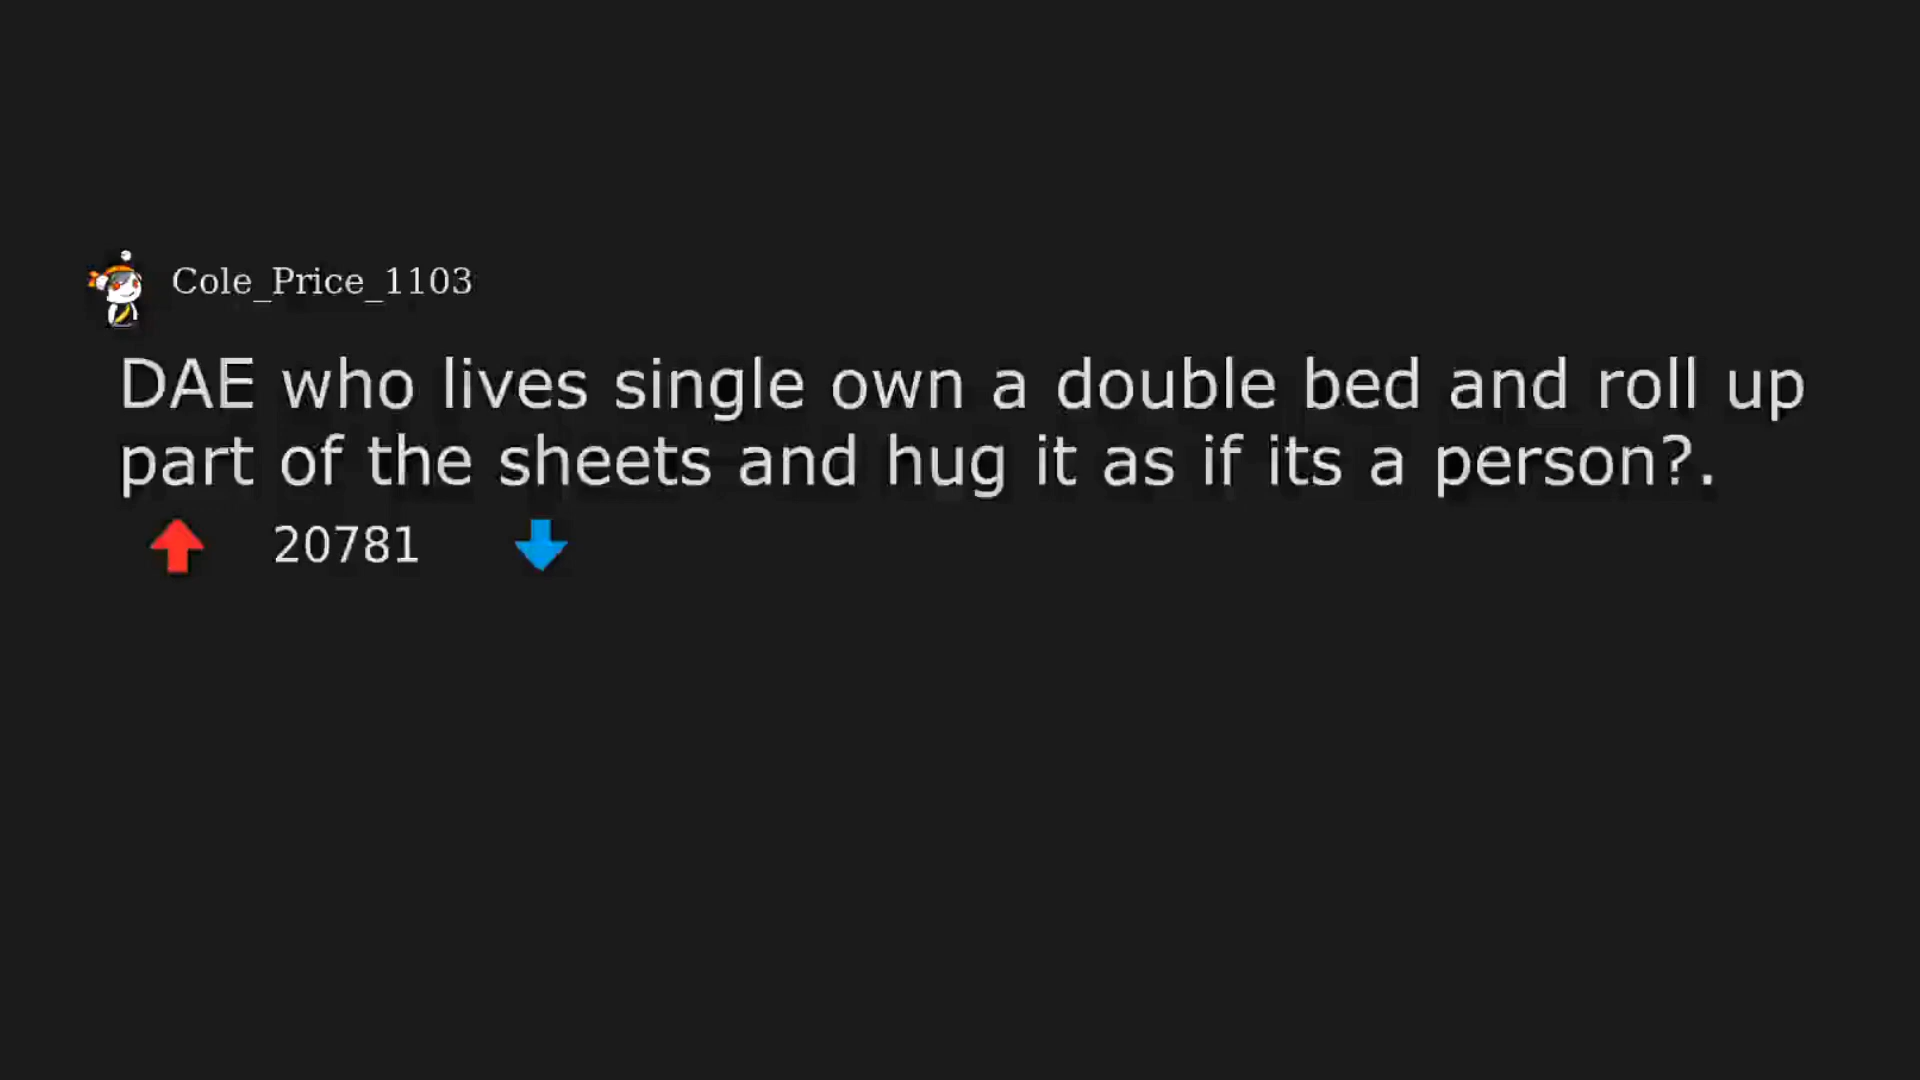 Cole_Price_1103
DAE who lives single own a double bed and roll up
part of the sheets and hug it as if its a person?.
20781